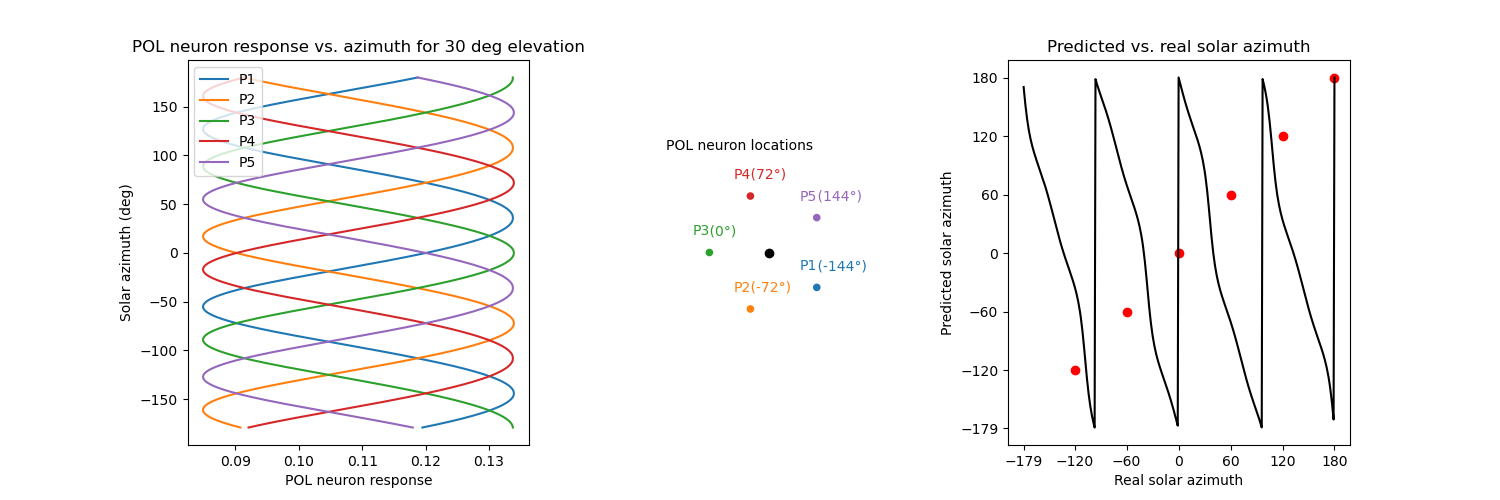 POL neuron response vs. azimuth for 30 deg elevation
P1
P2
P3
P4
P5
150
100
50
0
−50
−100
−150
Solar azimuth (deg)
0.09 0.10 0.11 0.12 0.13
POL neuron response
POL neuron locations
P4(72°)
P5(144°)
P3(0°)
P1(-144°)
P2(-72°)
Predicted vs. real solar azimuth
180
120
60
0
−60
−120
−179
Predicted solar azimuth
−179 −120 −60 0 60 120 180
Real solar azimuth